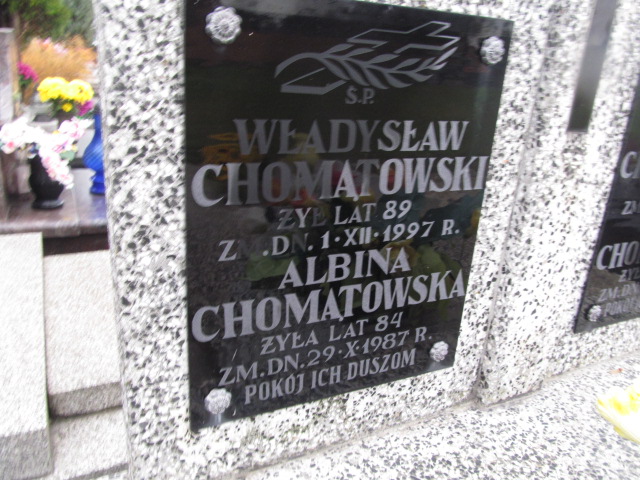 Ś.P.
WŁADYSŁAW
CHOMĄTOWSKI
ŻYŁ LAT 89
ZM. DN. 1·XII·1997 R.
ALBINA
CHOMĄTOWSKA
ŻYŁA LAT 84
ZM. DN. 29·X·1987 R.
POKÓJ ICH DUSZOM